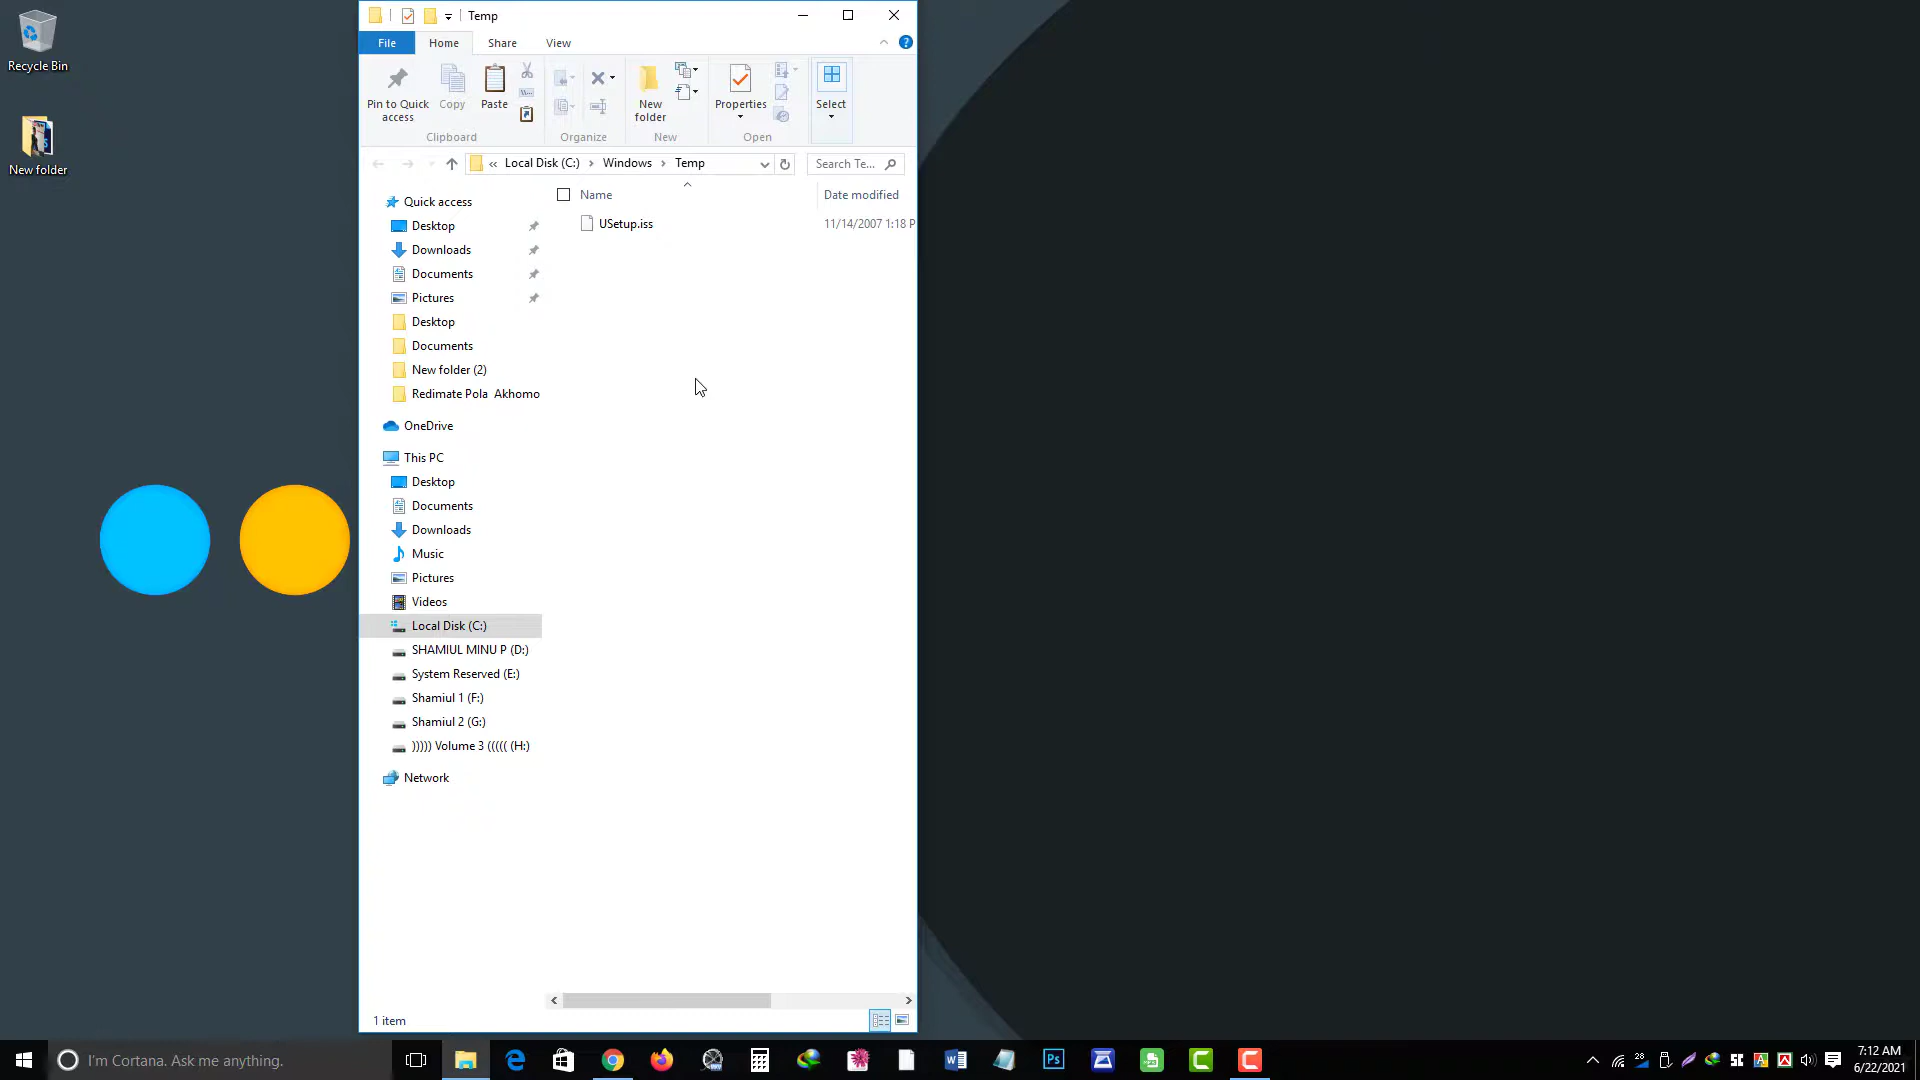 Recycle Bin
New folder
Temp
File Home Share View
Pin to Quick access
Copy
Paste
Clipboard
Organize
New folder
New
Properties
Open
Select
« Local Disk (C:) > Windows > Temp
Search Te...
Name
Date modified
USetup.iss
11/14/2007 1:18 P
Quick access
Desktop
Downloads
Documents
Pictures
Desktop
Documents
New folder (2)
Redimate Pola Akhomo
OneDrive
This PC
Desktop
Documents
Downloads
Music
Pictures
Videos
Local Disk (C:)
SHAMIUL MINU P (D:)
System Reserved (E:)
Shamiul 1 (F:)
Shamiul 2 (G:)
))))) Volume 3 ((((( (H:)
Network
1 item
I'm Cortana. Ask me anything.
Ps
28
7:12 AM
6/22/2021